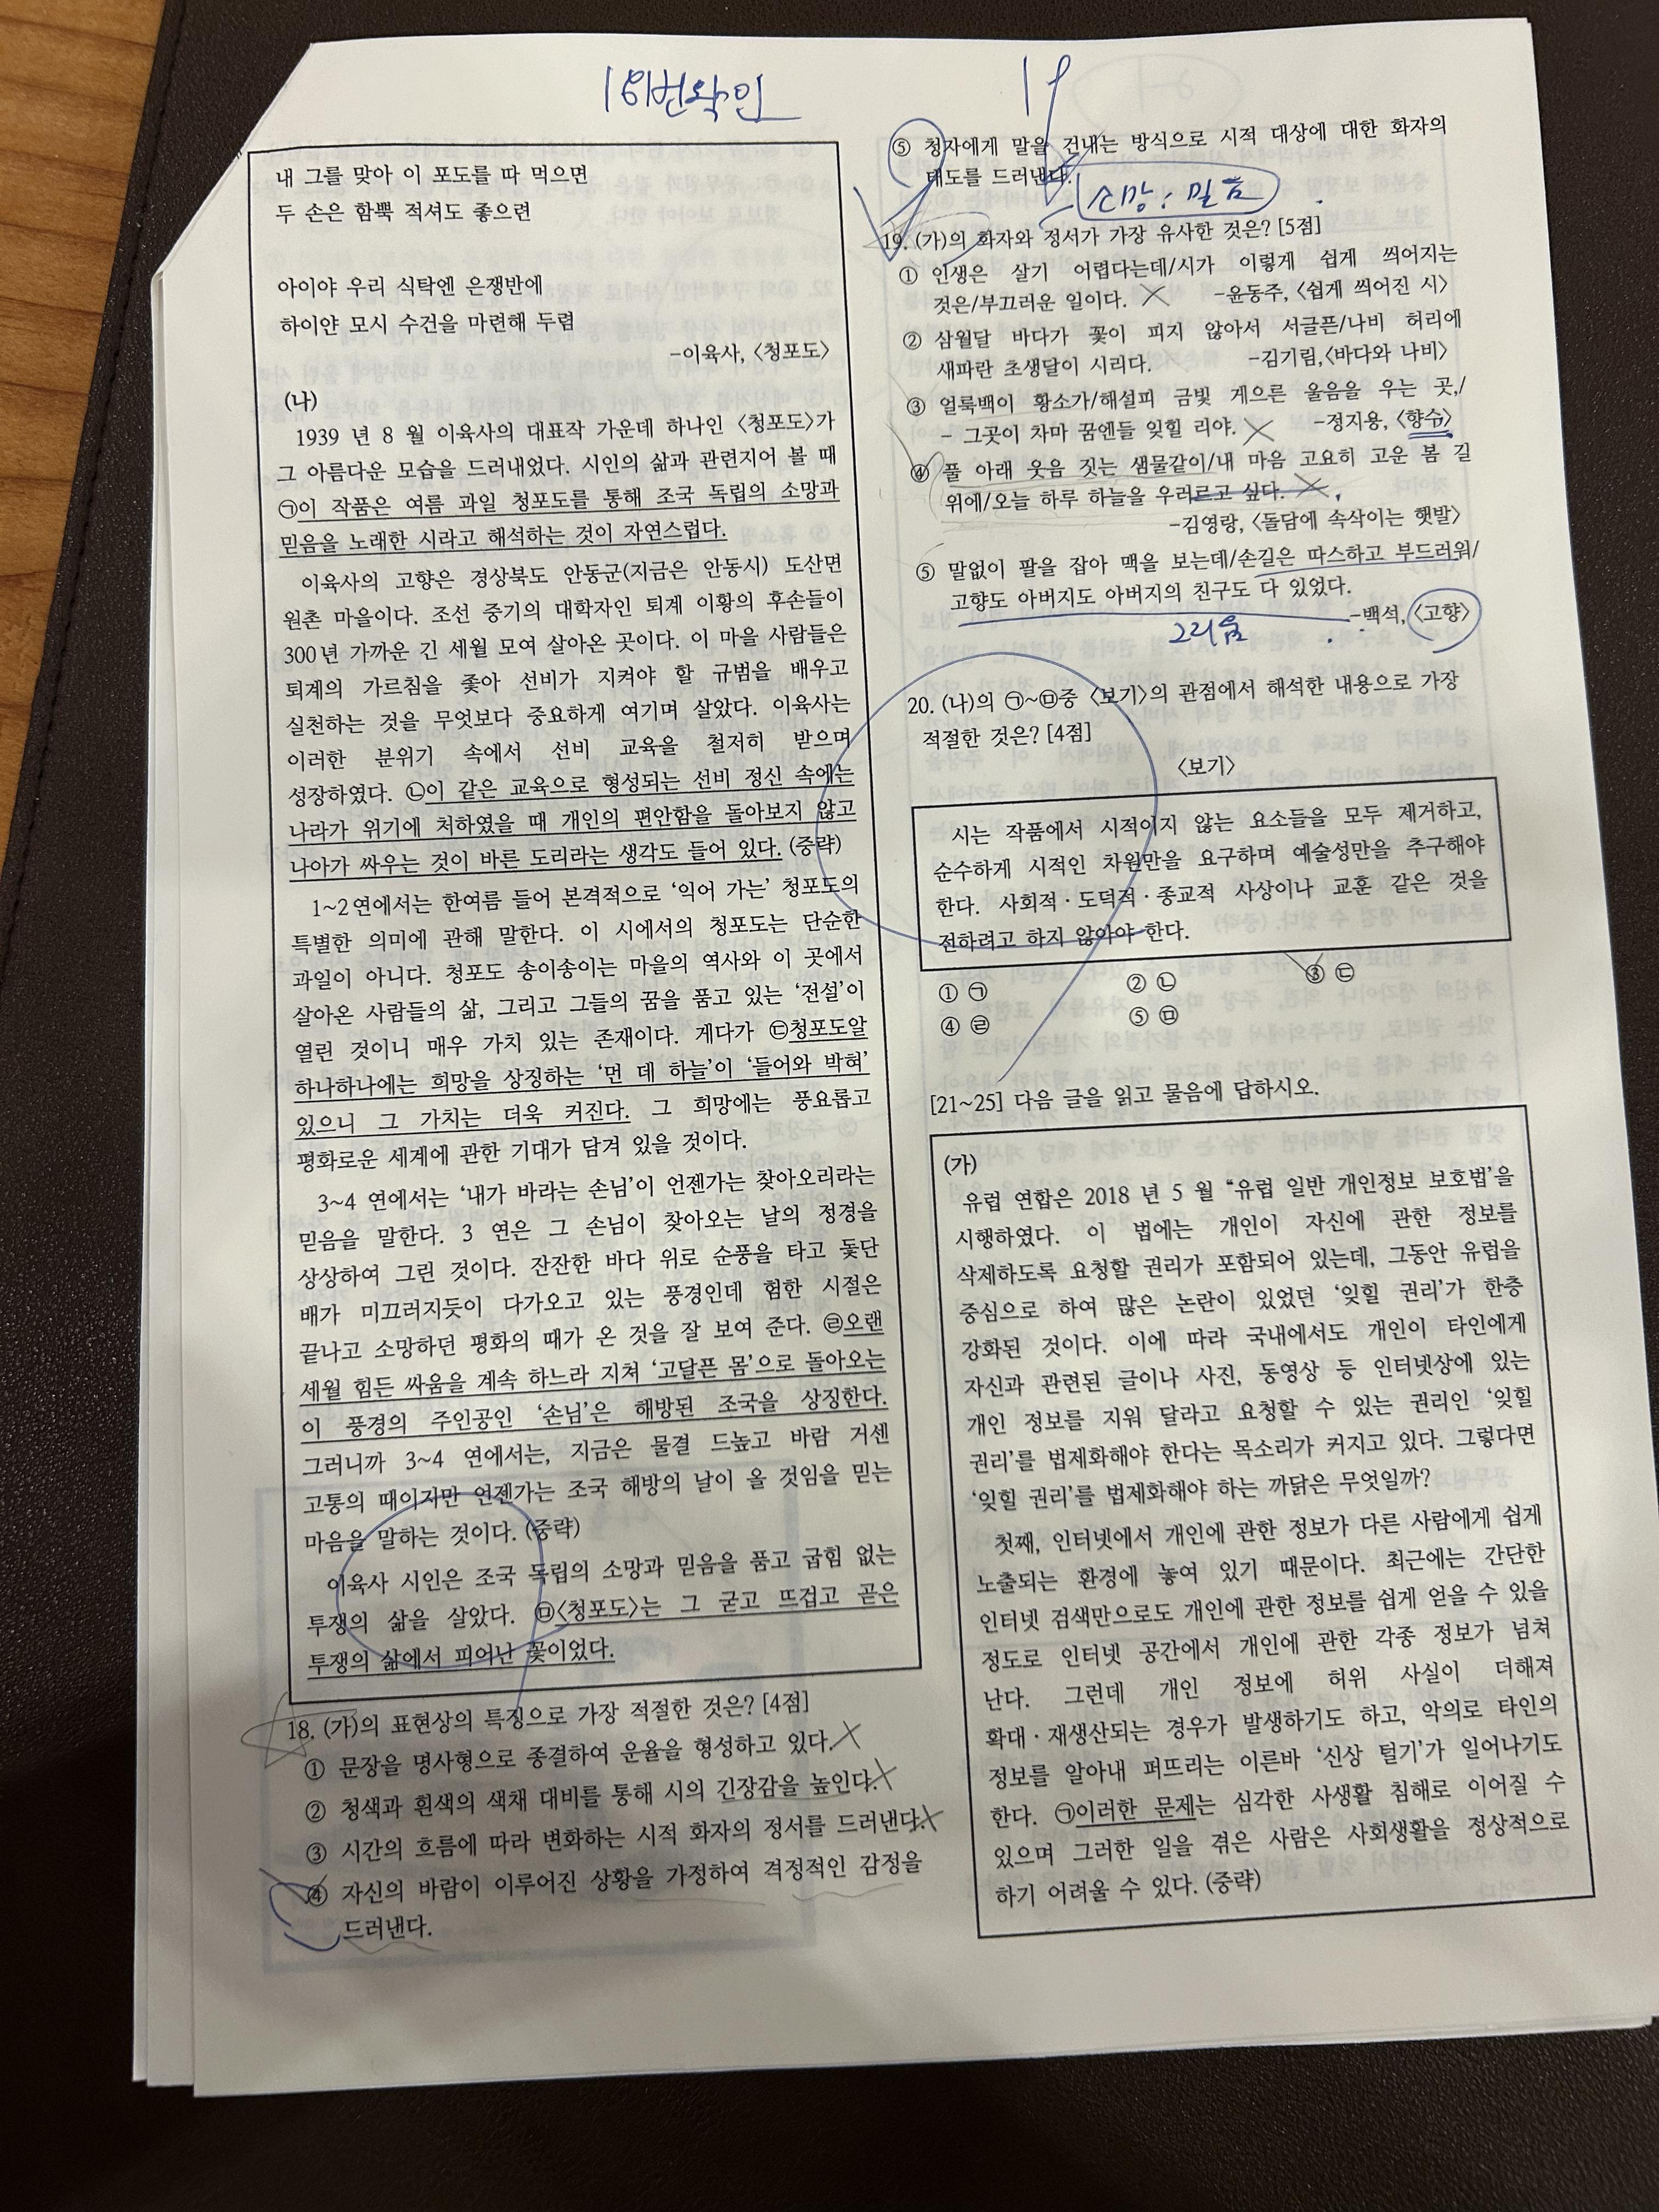 18번확인
19
내 그를 맞아 이 포도를 따 먹으면
두 손은 함뿍 적셔도 좋으련
아이야 우리 식탁엔 은쟁반에
하이얀 모시 수건을 마련해 두렴
-이육사, 〈청포도〉
(나)
1939 년 8 월 이육사의 대표작 가운데 하나인 〈청포도〉가
그 아름다운 모습을 드러내었다. 시인의 삶과 관련지어 볼 때
㉠이 작품은 여름 과일 청포도를 통해 조국 독립의 소망과
믿음을 노래한 시라고 해석하는 것이 자연스럽다.
이육사의 고향은 경상북도 안동군(지금은 안동시) 도산면
원촌 마을이다. 조선 중기의 대학자인 퇴계 이황의 후손들이
300년 가까운 긴 세월 모여 살아온 곳이다. 이 마을 사람들은
퇴계의 가르침을 좇아 선비가 지켜야 할 규범을 배우고
실천하는 것을 무엇보다 중요하게 여기며 살았다. 이육사는
이러한 분위기 속에서 선비 교육을 철저히 받으며
성장하였다. ㉡이 같은 교육으로 형성되는 선비 정신 속에는
나라가 위기에 처하였을 때 개인의 편안함을 돌아보지 않고
나아가 싸우는 것이 바른 도리라는 생각도 들어 있다. (중략)
1~2연에서는 한여름 들어 본격적으로 ‘익어 가는’ 청포도의
특별한 의미에 관해 말한다. 이 시에서의 청포도는 단순한
과일이 아니다. 청포도 송이송이는 마을의 역사와 이 곳에서
살아온 사람들의 삶, 그리고 그들의 꿈을 품고 있는 ‘전설’이
열린 것이니 매우 가치 있는 존재이다. 게다가 ㉢청포도알
하나하나에는 희망을 상징하는 ‘먼 데 하늘’이 ‘들어와 박혀’
있으니 그 가치는 더욱 커진다. 그 희망에는 풍요롭고
평화로운 세계에 관한 기대가 담겨 있을 것이다.
3~4 연에서는 ‘내가 바라는 손님’이 언젠가는 찾아오리라는
믿음을 말한다. 3 연은 그 손님이 찾아오는 날의 정경을
상상하여 그린 것이다. 잔잔한 바다 위로 순풍을 타고 돛단
배가 미끄러지듯이 다가오고 있는 풍경인데 험한 시절은
끝나고 소망하던 평화의 때가 온 것을 잘 보여 준다. ㉣오랜
세월 힘든 싸움을 계속 하느라 지쳐 ‘고달픈 몸’으로 돌아오는
이 풍경의 주인공인 ‘손님’은 해방된 조국을 상징한다.
그러니까 3~4 연에서는, 지금은 물결 드높고 바람 거센
고통의 때이지만 언젠가는 조국 해방의 날이 올 것임을 믿는
마음을 말하는 것이다. (중략)
이육사 시인은 조국 독립의 소망과 믿음을 품고 굽힘 없는
투쟁의 삶을 살았다. ㉤〈청포도〉는 그 굳고 뜨겁고 곧은
투쟁의 삶에서 피어난 꽃이었다.
18. (가)의 표현상의 특징으로 가장 적절한 것은? [4점]
① 문장을 명사형으로 종결하여 운율을 형성하고 있다.
② 청색과 흰색의 색채 대비를 통해 시의 긴장감을 높인다.
③ 시간의 흐름에 따라 변화하는 시적 화자의 정서를 드러낸다.
④ 자신의 바람이 이루어진 상황을 가정하여 격정적인 감정을
드러낸다.
⑤ 청자에게 말을 건내는 방식으로 시적 대상에 대한 화자의
태도를 드러낸다.
소망: 믿음
19. (가)의 화자와 정서가 가장 유사한 것은? [5점]
① 인생은 살기 어렵다는데/시가 이렇게 쉽게 씌어지는
것은/부끄러운 일이다. -윤동주, 〈쉽게 씌어진 시〉
② 삼월달 바다가 꽃이 피지 않아서 서글픈/나비 허리에
새파란 초생달이 시리다. -김기림,〈바다와 나비〉
③ 얼룩백이 황소가/해설피 금빛 게으른 울음을 우는 곳,/
- 그곳이 차마 꿈엔들 잊힐 리야. -정지용, 〈향수〉
④ 풀 아래 웃음 짓는 샘물같이/내 마음 고요히 고운 봄 길
위에/오늘 하루 하늘을 우러르고 싶다.
-김영랑, 〈돌담에 속삭이는 햇발〉
⑤ 말없이 팔을 잡아 맥을 보는데/손길은 따스하고 부드러워/
고향도 아버지도 아버지의 친구도 다 있었다.
-백석, 〈고향〉
그리움
20. (나)의 ㉠~㉤중 〈보기〉의 관점에서 해석한 내용으로 가장
적절한 것은? [4점]
〈보기〉
시는 작품에서 시적이지 않는 요소들을 모두 제거하고,
순수하게 시적인 차원만을 요구하며 예술성만을 추구해야
한다. 사회적·도덕적·종교적 사상이나 교훈 같은 것을
전하려고 하지 않아야 한다.
① ㉠ ② ㉡ ③ ㉢
④ ㉣ ⑤ ㉤
[21~25] 다음 글을 읽고 물음에 답하시오.
(가)
유럽 연합은 2018 년 5 월 “유럽 일반 개인정보 보호법’을
시행하였다. 이 법에는 개인이 자신에 관한 정보를
삭제하도록 요청할 권리가 포함되어 있는데, 그동안 유럽을
중심으로 하여 많은 논란이 있었던 ‘잊힐 권리’가 한층
강화된 것이다. 이에 따라 국내에서도 개인이 타인에게
자신과 관련된 글이나 사진, 동영상 등 인터넷상에 있는
개인 정보를 지워 달라고 요청할 수 있는 권리인 ‘잊힐
권리’를 법제화해야 한다는 목소리가 커지고 있다. 그렇다면
‘잊힐 권리’를 법제화해야 하는 까닭은 무엇일까?
첫째, 인터넷에서 개인에 관한 정보가 다른 사람에게 쉽게
노출되는 환경에 놓여 있기 때문이다. 최근에는 간단한
인터넷 검색만으로도 개인에 관한 정보를 쉽게 얻을 수 있을
정도로 인터넷 공간에서 개인에 관한 각종 정보가 넘쳐
난다. 그런데 개인 정보에 허위 사실이 더해져
확대·재생산되는 경우가 발생하기도 하고, 악의로 타인의
정보를 알아내 퍼뜨리는 이른바 ‘신상 털기’가 일어나기도
한다. ㉠이러한 문제는 심각한 사생활 침해로 이어질 수
있으며 그러한 일을 겪은 사람은 사회생활을 정상적으로
하기 어려울 수 있다. (중략)